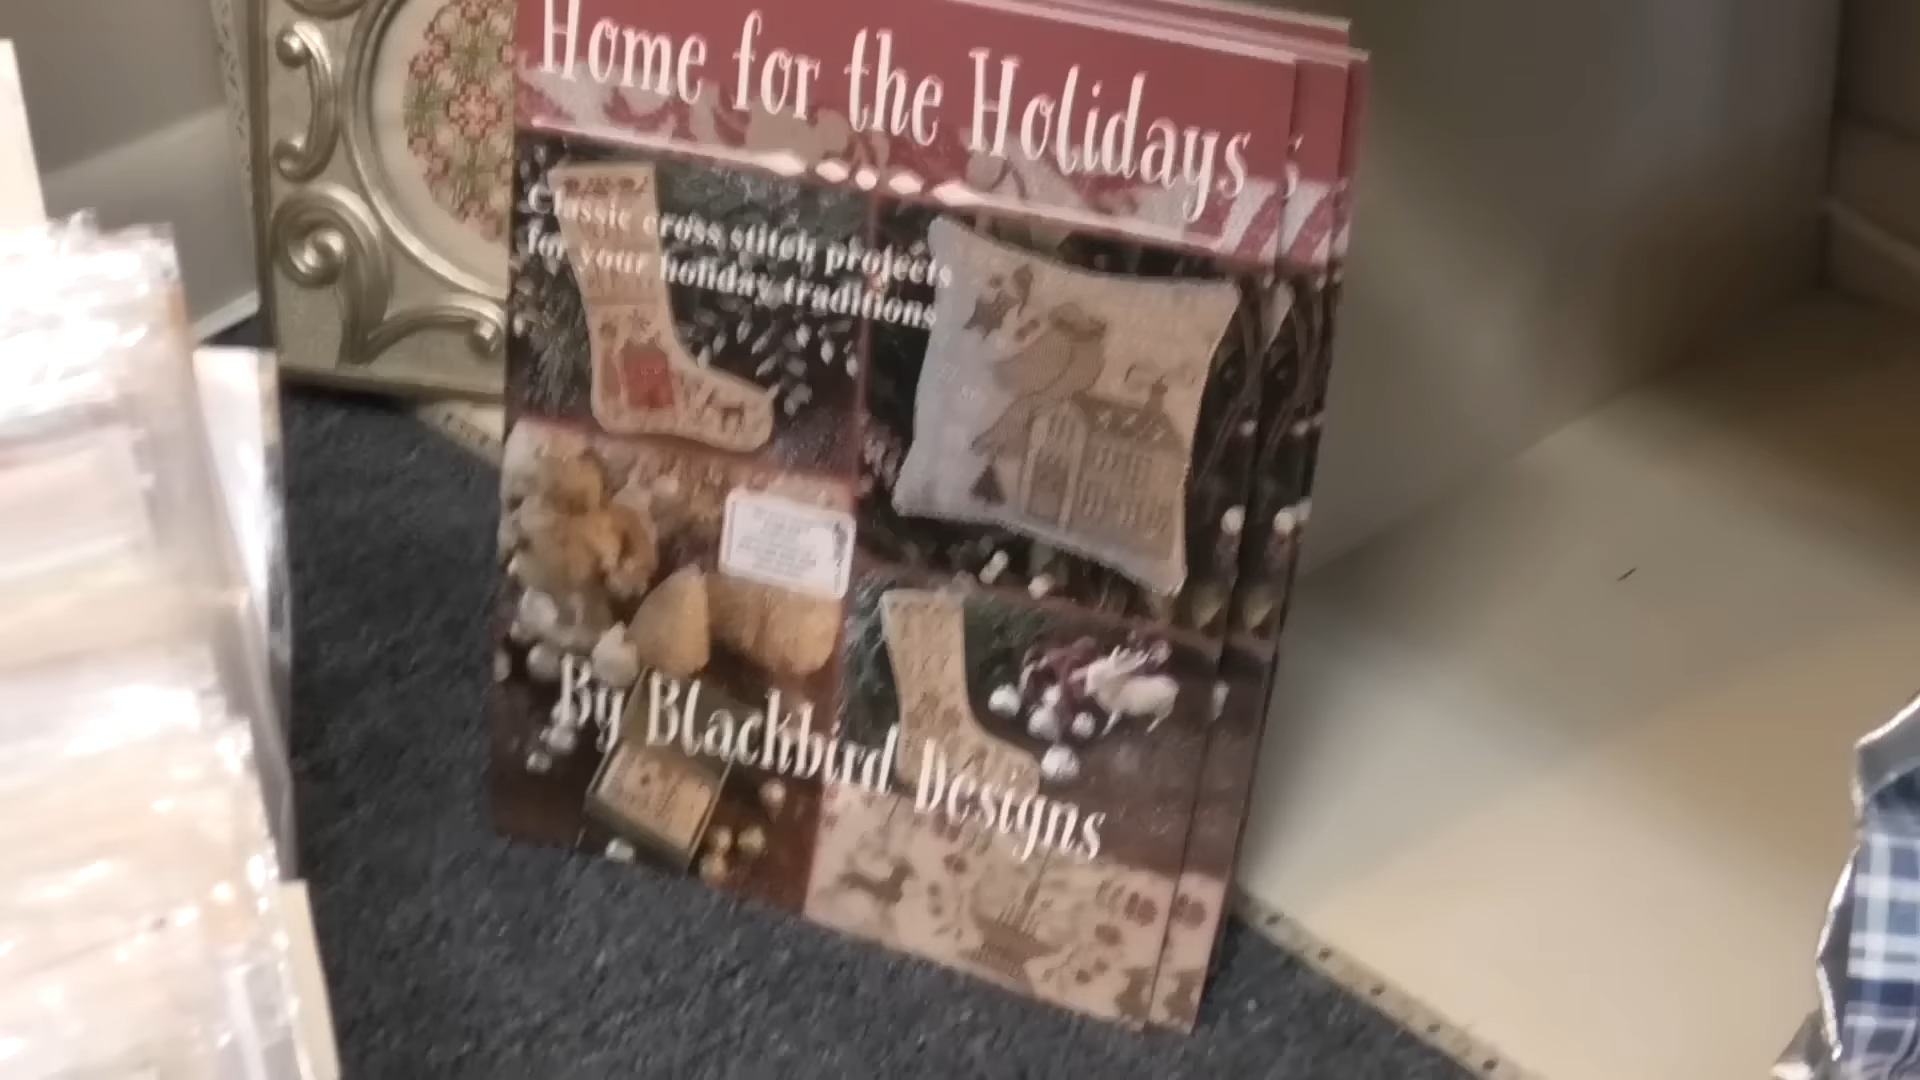 Home for the Holidays
Classic cross stitch projects
for your holiday traditions
By Blackbird Designs